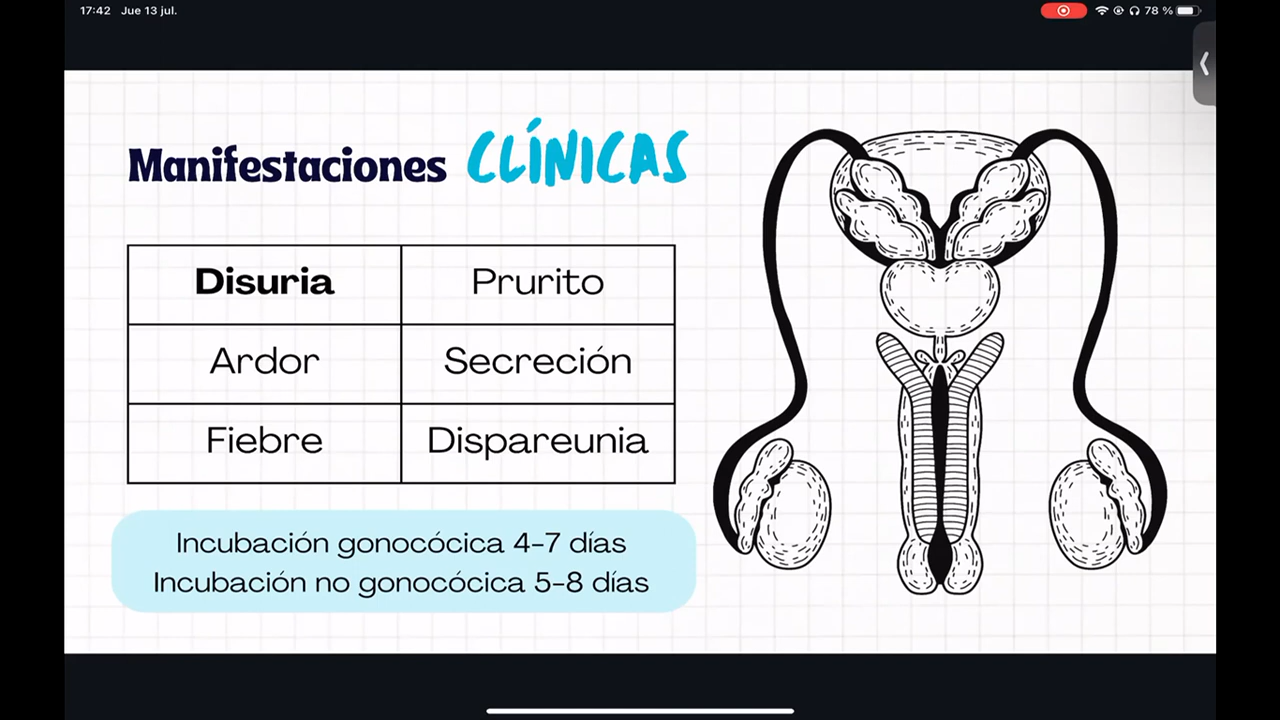 17:42 Jue 13 jul.
78 %
Manifestaciones CLÍNICAS
Disuria Prurito
Ardor Secreción
Fiebre Dispareunia
Incubación gonocócica 4-7 días
Incubación no gonocócica 5-8 días